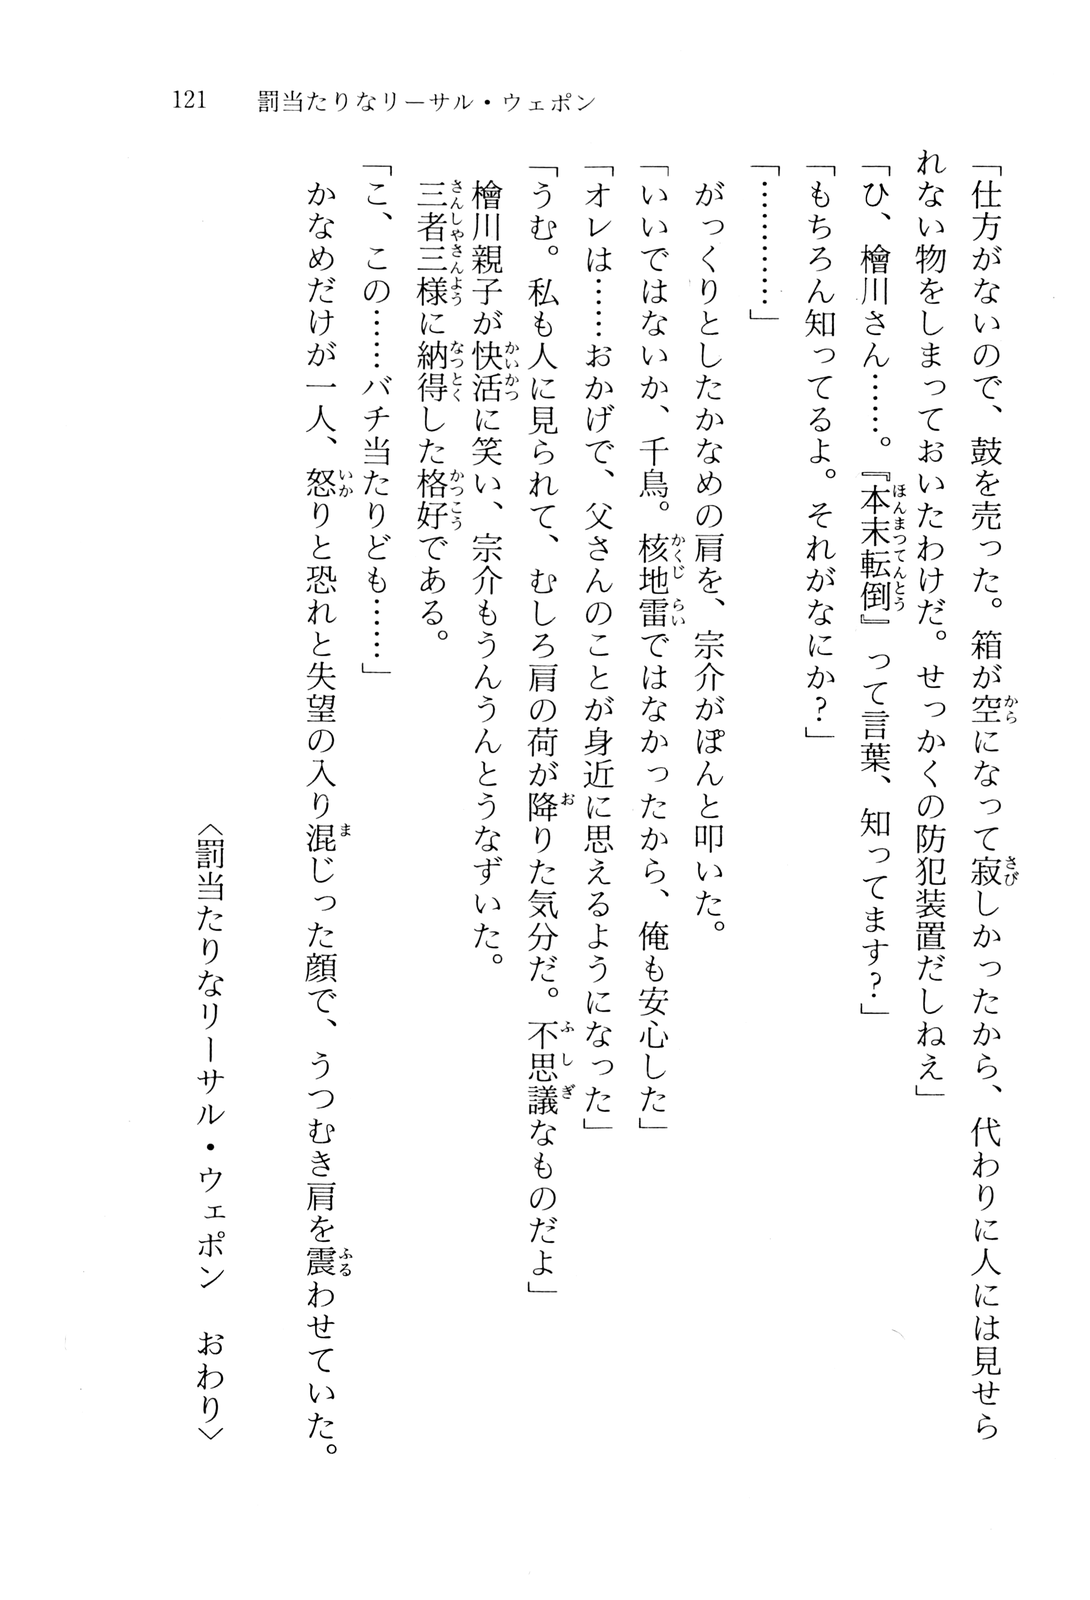 121　罰当たりなリーサル・ウェポン
「仕方がないので、鼓を売った。箱が空になって寂しかったから、代わりに人には見せら
れない物をしまっておいたわけだ。せっかくの防犯装置だしねえ」
「ひ、檜川さん……。『本末転倒』って言葉、知ってます?」
「もちろん知ってるよ。それがなにか?」
「…………」
がっくりとしたかなめの肩を、宗介がぽんと叩いた。
「いいではないか、千鳥。核地雷ではなかったから、俺も安心した」
「オレは……おかげで、父さんのことが身近に思えるようになった」
「うむ。私も人に見られて、むしろ肩の荷が降りた気分だ。不思議なものだよ」
檜川親子が快活に笑い、宗介もうんうんとうなずいた。
三者三様に納得した格好である。
「こ、この……バチ当たりども……」
かなめだけが一人、怒りと恐れと失望の入り混じった顔で、うつむき肩を震わせていた。
〈罰当たりなリーサル・ウェポン　おわり〉